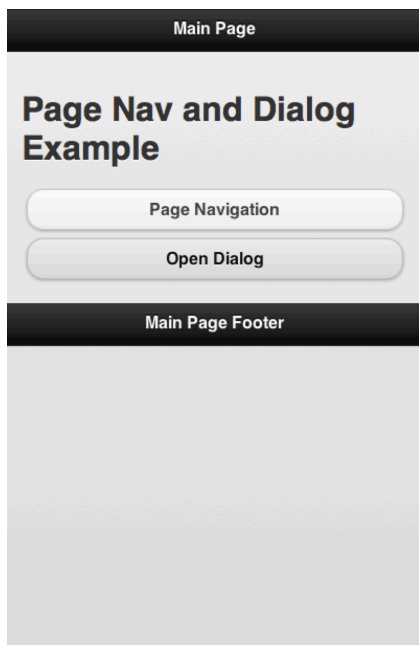 Main Page
Page Nav and Dialog
Example
Page Navigation
Open Dialog
Main Page Footer